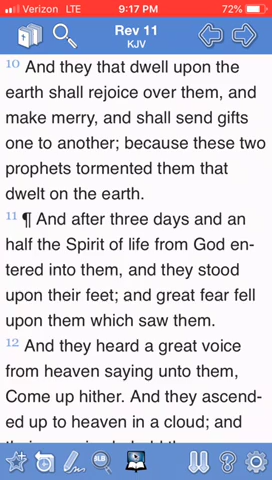 Verizon LTE 9:17 PM 72%
Rev 11
KJV
10 And they that dwell upon the
earth shall rejoice over them, and
make merry, and shall send gifts
one to another; because these two
prophets tormented them that
dwelt on the earth.
11 ¶ And after three days and an
half the Spirit of life from God en-
tered into them, and they stood
upon their feet; and great fear fell
upon them which saw them.
12 And they heard a great voice
from heaven saying unto them,
Come up hither. And they ascend-
ed up to heaven in a cloud; and
BLB